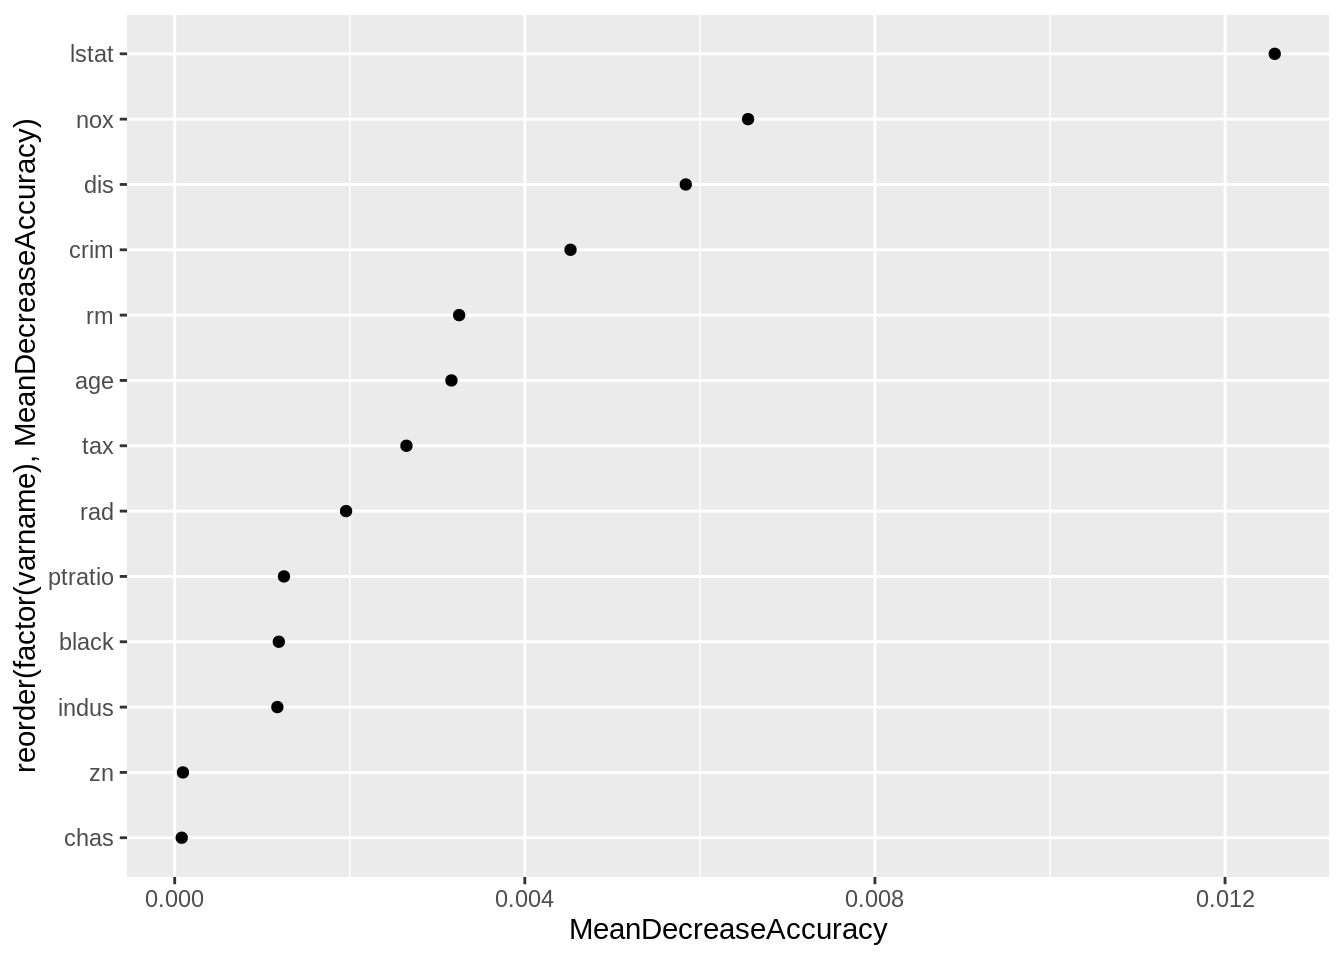 reorder(factor(varname), MeanDecreaseAccuracy)
lstat
nox
dis
crim
rm
age
tax
rad
ptratio
black
indus
zn
chas
0.000
0.004
0.008
0.012
MeanDecreaseAccuracy